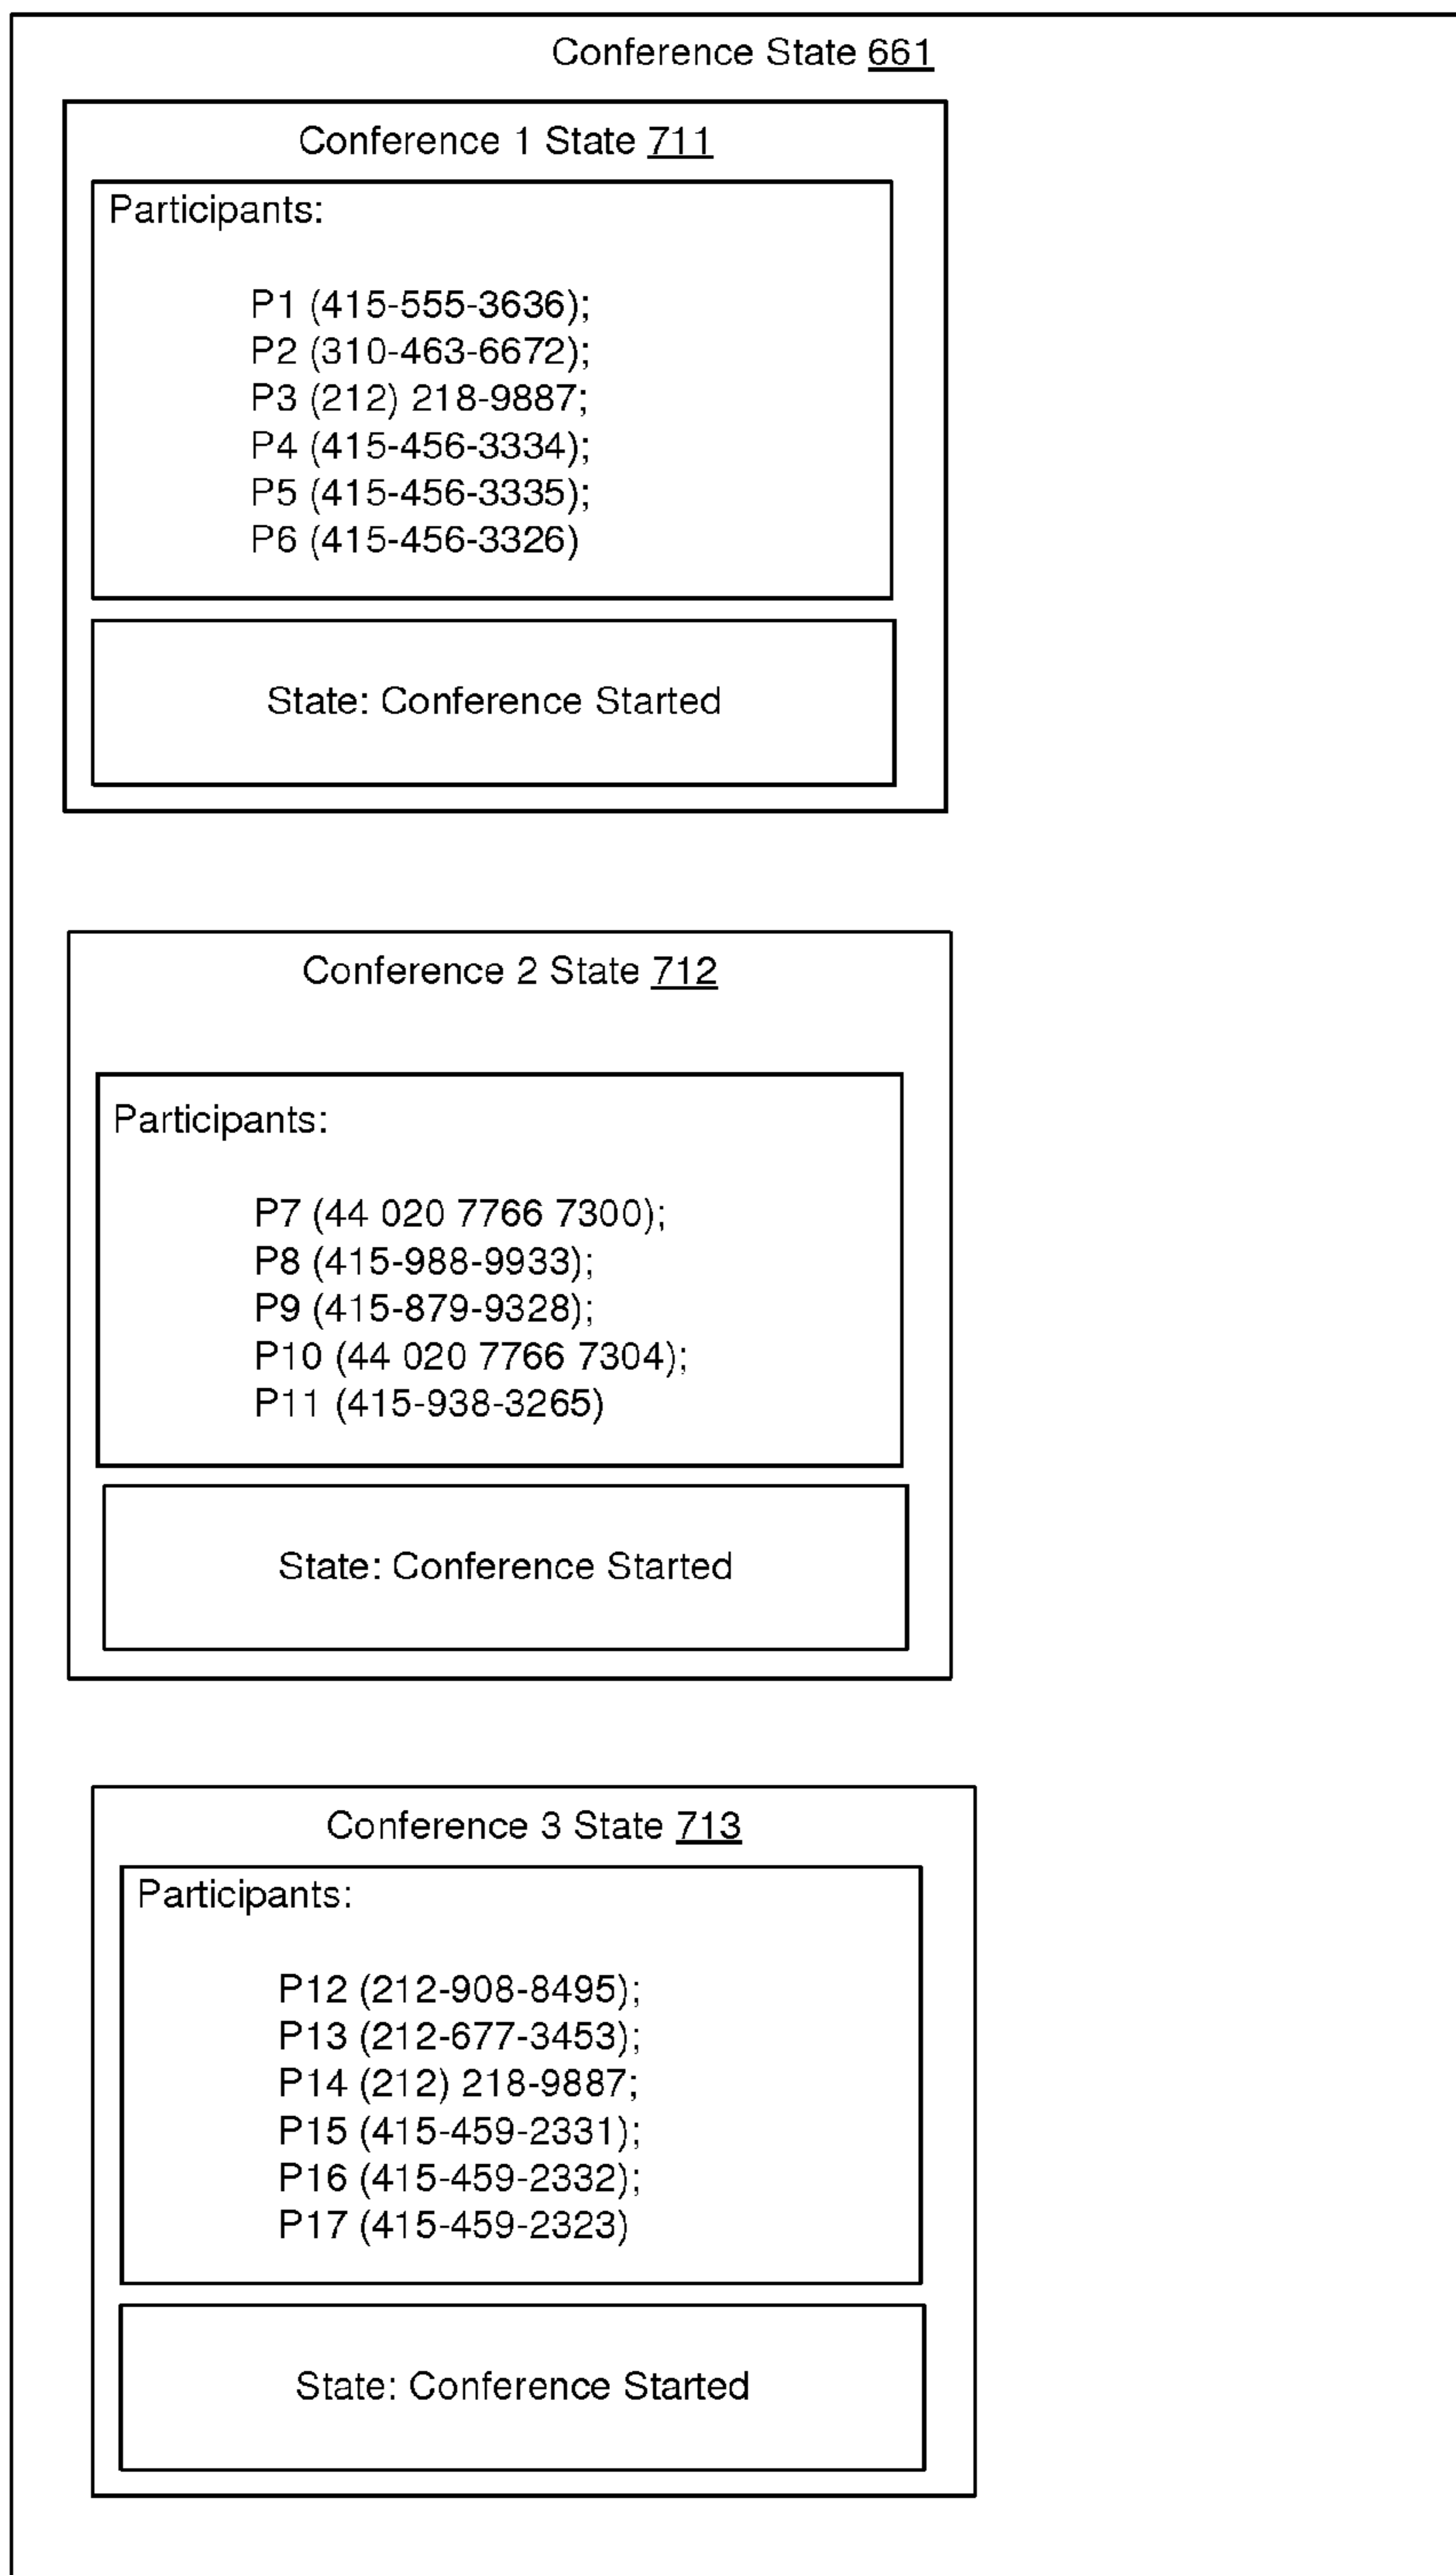 Conference State 661
Conference 1 State 711
Participants:
P1 (415-555-3636);
P2 (310-463-6672);
P3 (212) 218-9887;
P4 (415-456-3334);
P5 (415-456-3335);
P6 (415-456-3326)
State: Conference Started
Conference 2 State 712
Participants:
P7 (44 020 7766 7300);
P8 (415-988-9933);
P9 (415-879-9328);
P10 (44 020 7766 7304);
P11 (415-938-3265)
State: Conference Started
Conference 3 State 713
Participants:
P12 (212-908-8495);
P13 (212-677-3453);
P14 (212) 218-9887;
P15 (415-459-2331);
P16 (415-459-2332);
P17 (415-459-2323)
State: Conference Started